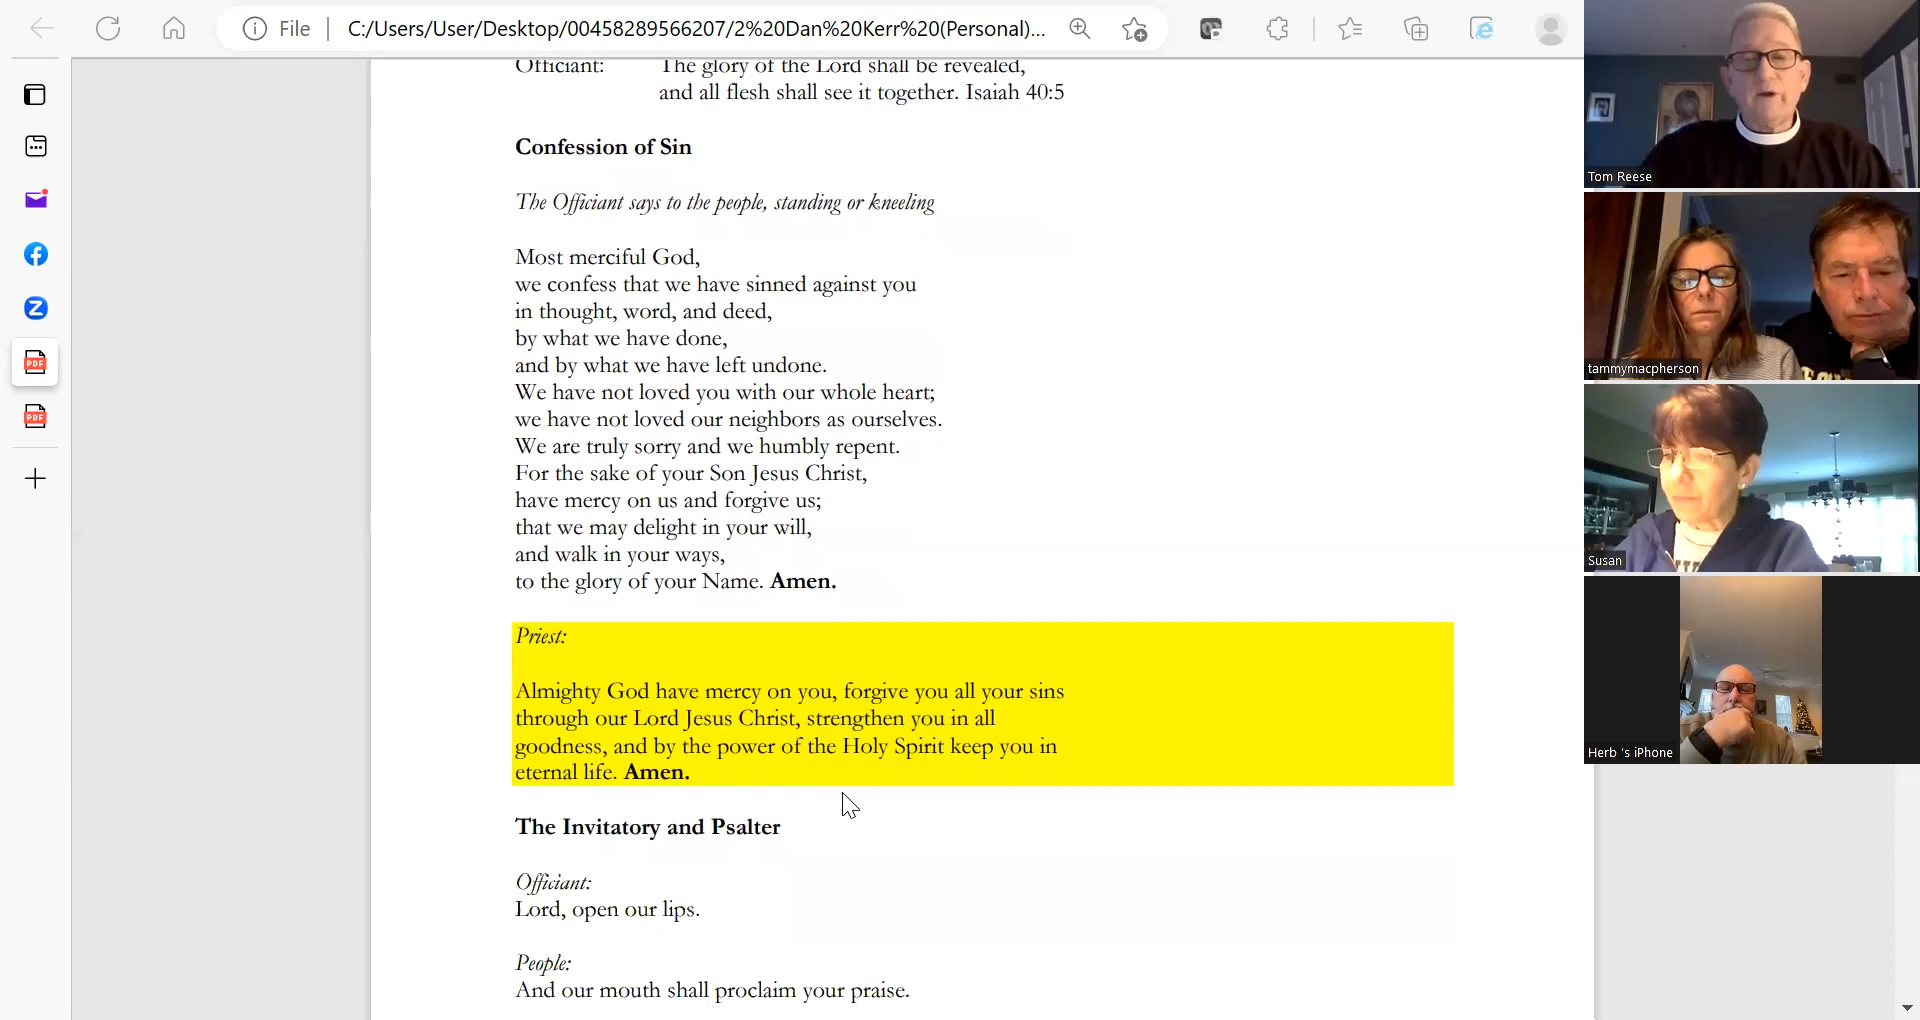 File
C:/Users/User/Desktop/00458289566207/2%20Dan%20Kerr%20(Personal)...
Officiant: The glory of the Lord shall be revealed,
and all flesh shall see it together. Isaiah 40:5
Confession of Sin
The Officiant says to the people, standing or kneeling
Most merciful God,
we confess that we have sinned against you
in thought, word, and deed,
by what we have done,
and by what we have left undone.
We have not loved you with our whole heart;
we have not loved our neighbors as ourselves.
We are truly sorry and we humbly repent.
For the sake of your Son Jesus Christ,
have mercy on us and forgive us;
that we may delight in your will,
and walk in your ways,
to the glory of your Name. Amen.
Priest:
Almighty God have mercy on you, forgive you all your sins
through our Lord Jesus Christ, strengthen you in all
goodness, and by the power of the Holy Spirit keep you in
eternal life. Amen.
The Invitatory and Psalter
Officiant:
Lord, open our lips.
People:
And our mouth shall proclaim your praise.
PDF
PDF
Tom Reese
tammymacpherson
Susan
Herb 's iPhone